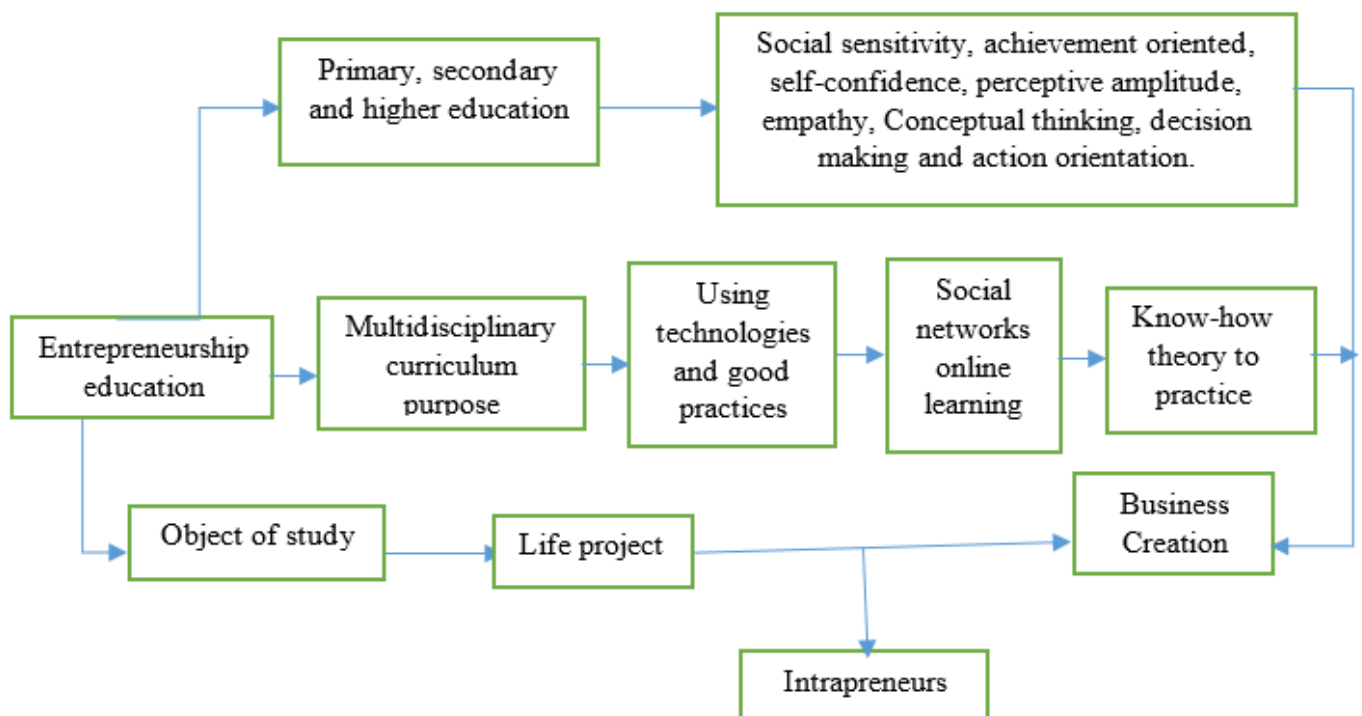 Primary, secondary
and higher education
Social sensitivity, achievement oriented,
self-confidence, perceptive amplitude,
empathy, Conceptual thinking, decision
making and action orientation.
Entrepreneurship
education
Multidisciplinary
curriculum
purpose
Using
technologies
and good
practices
Social
networks
online
learning
Know-how
theory to
practice
Object of study
Life project
Business
Creation
Intrapreneurs